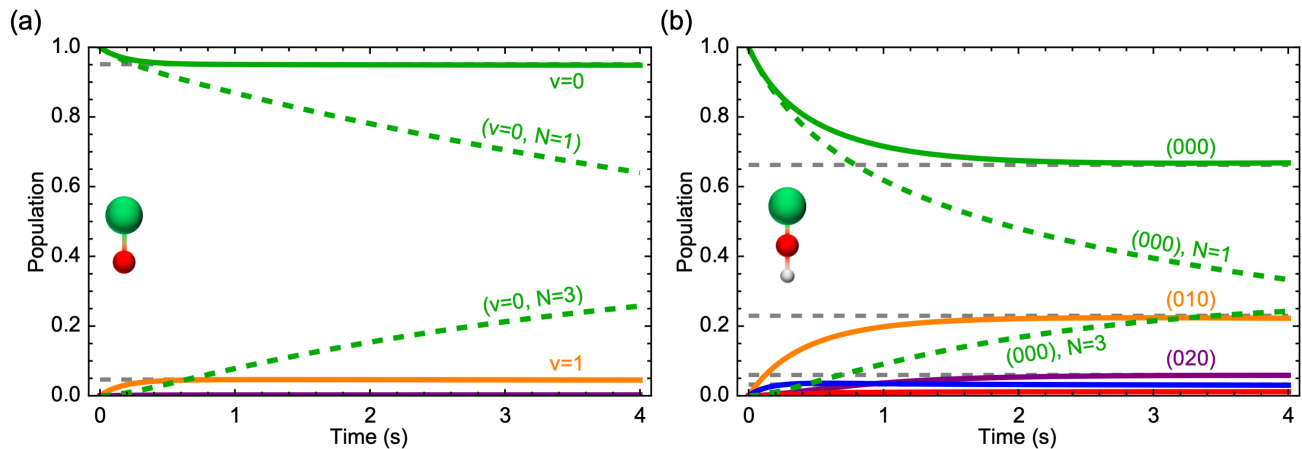 (a)
1.0
0.8
0.6
0.4
0.2
0.0
Population
v=0
(v=0, N=1)
(v=0, N=3)
v=1
0
1
2
3
4
Time (s)
(b)
1.0
0.8
0.6
0.4
0.2
0.0
Population
(000)
(000), N=1
(010)
(000), N=3
(020)
0
1
2
3
4
Time (s)